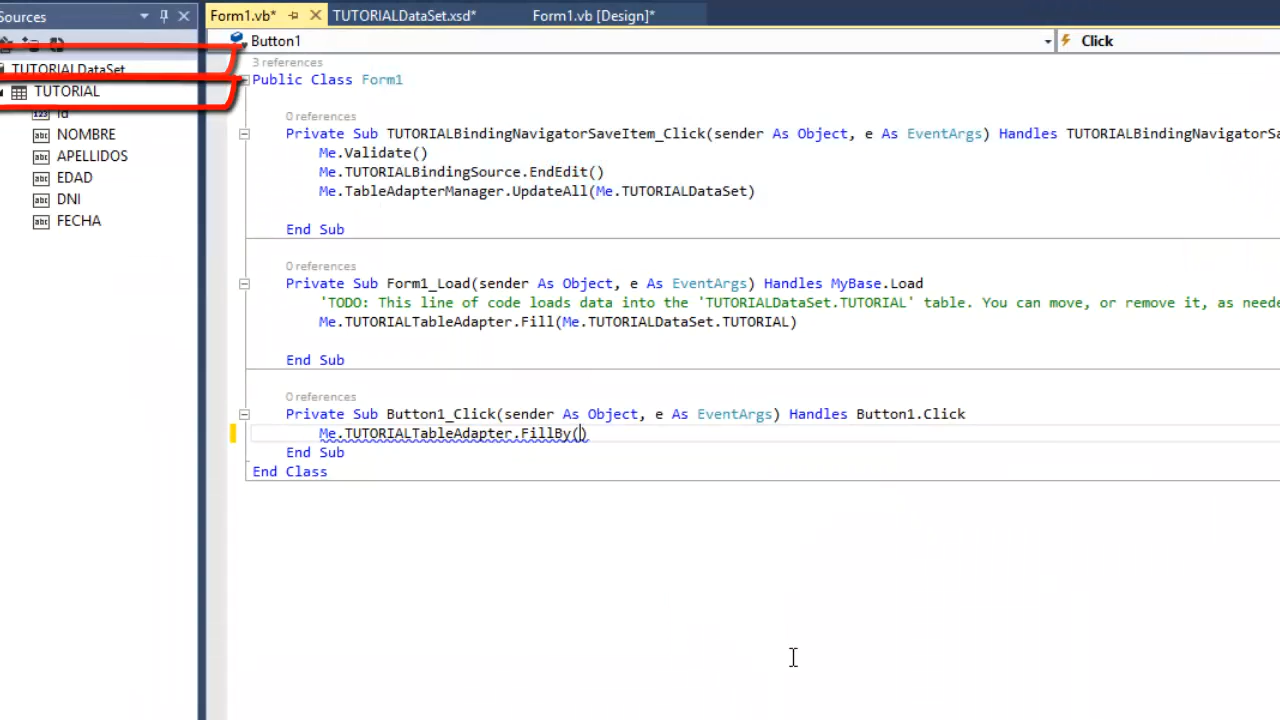 Sources
Form1.vb*
TUTORIALDataSet.xsd*
Form1.vb [Design]*
Button1
Click
TUTORIALDataSet
TUTORIAL
Id
NOMBRE
APELLIDOS
EDAD
DNI
FECHA
3 references
Public Class Form1
0 references
Private Sub TUTORIALBindingNavigatorSaveItem_Click(sender As Object, e As EventArgs) Handles TUTORIALBindingNavigatorSa
Me.Validate()
Me.TUTORIALBindingSource.EndEdit()
Me.TableAdapterManager.UpdateAll(Me.TUTORIALDataSet)
End Sub
0 references
Private Sub Form1_Load(sender As Object, e As EventArgs) Handles MyBase.Load
'TODO: This line of code loads data into the 'TUTORIALDataSet.TUTORIAL' table. You can move, or remove it, as neede
Me.TUTORIALTableAdapter.Fill(Me.TUTORIALDataSet.TUTORIAL)
End Sub
0 references
Private Sub Button1_Click(sender As Object, e As EventArgs) Handles Button1.Click
Me.TUTORIALTableAdapter.FillBy()
End Sub
End Class